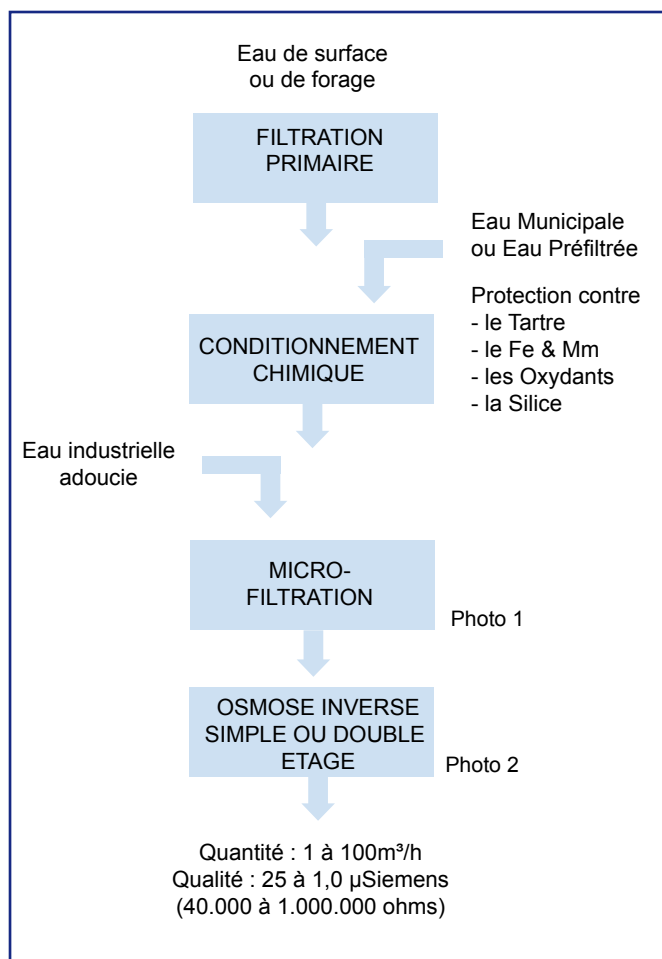 Eau de surface
ou de forage
FILTRATION
PRIMAIRE
Eau Municipale
ou Eau Préfiltrée
Protection contre
- le Tartre
- le Fe & Mm
- les Oxydants
- la Silice
CONDITIONNEMENT
CHIMIQUE
Eau industrielle
adoucie
MICRO-
FILTRATION
Photo 1
OSMOSE INVERSE
SIMPLE OU DOUBLE
ETAGE
Photo 2
Quantité : 1 à 100m³/h
Qualité : 25 à 1,0 µSiemens
(40.000 à 1.000.000 ohms)